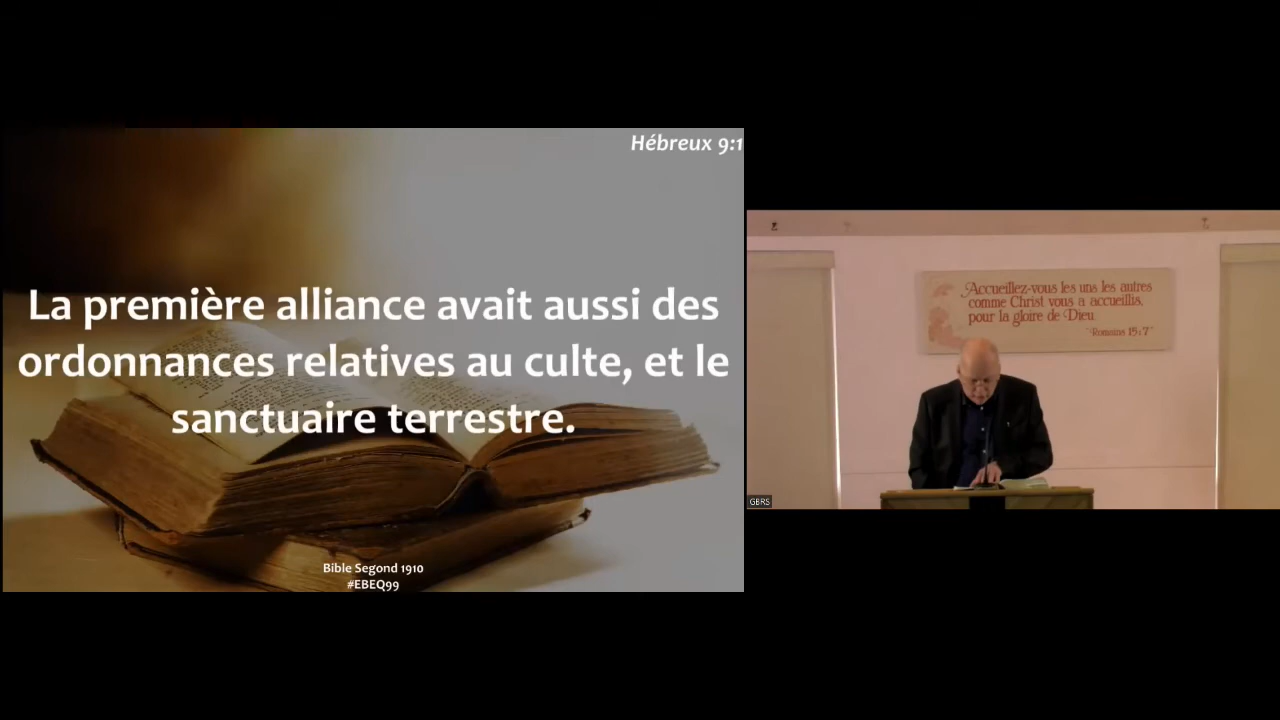 Hébreux 9:1
La première alliance avait aussi des
ordonnances relatives au culte, et le
sanctuaire terrestre.
Bible Segond 1910
#EBEQ99
Accueillez-vous les uns les autres
comme Christ vous a accueillis,
pour la gloire de Dieu.
"Romains 15:7"
GBRS